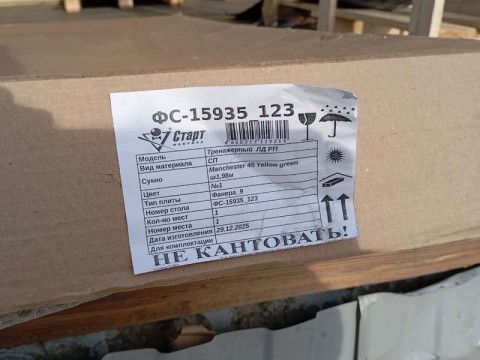 ФС-15935_123
Старт
ФАБРИКА
Модель Тренажерный ЛД РП
Вид материала СП
Сукно Manchester 45 Yellow green
ш1,98м
Цвет №1
Тип плиты Фанера_9
Номер стола ФС-15935_123
Кол-во мест 1
Номер места 1
Дата изготовления 29.12.2025
Для комплектации
НЕ КАНТОВАТЬ!